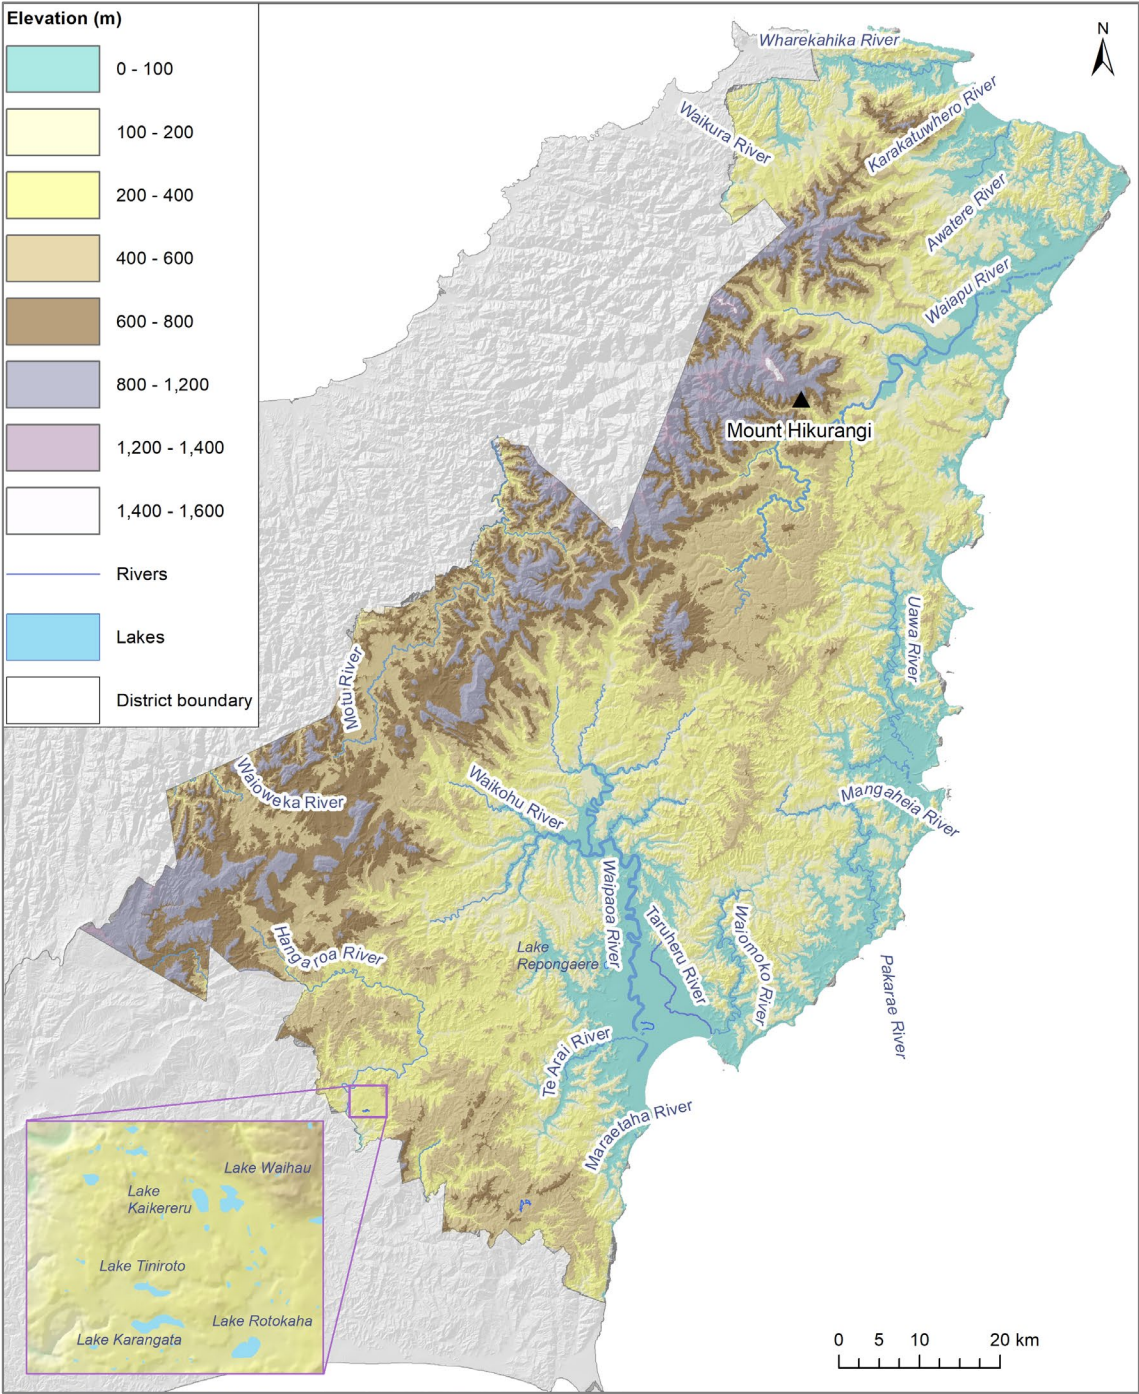 Elevation (m)
0 - 100
100 - 200
200 - 400
400 - 600
600 - 800
800 - 1,200
1,200 - 1,400
1,400 - 1,600
Rivers
Lakes
District boundary
N
Wharekahika River
Waikura River
Karakatuwhero River
Awatere River
Waiapu River
Mount Hikurangi
Uawa River
Motu River
Waioweka River
Waikohu River
Mangaheia River
Waipaoa River
Taruheru River
Waiomoko River
Hangaroa River
Lake
Repongaere
Pakarae River
Te Arai River
Maraetaha River
Lake Waihau
Lake
Kaikereru
Lake Tiniroto
Lake Rotokaha
Lake Karangata
0 5 10 20 km